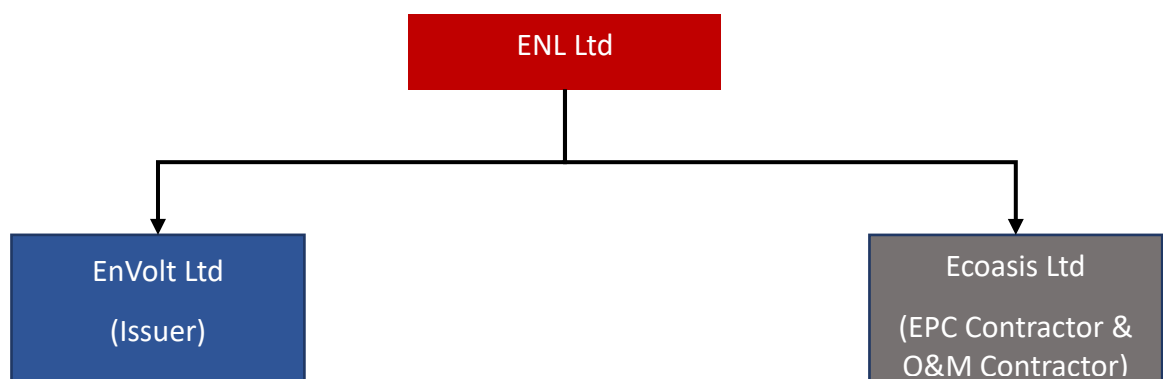 ENL Ltd
EnVolt Ltd
(Issuer)
Ecoasis Ltd
(EPC Contractor &
O&M Contractor)